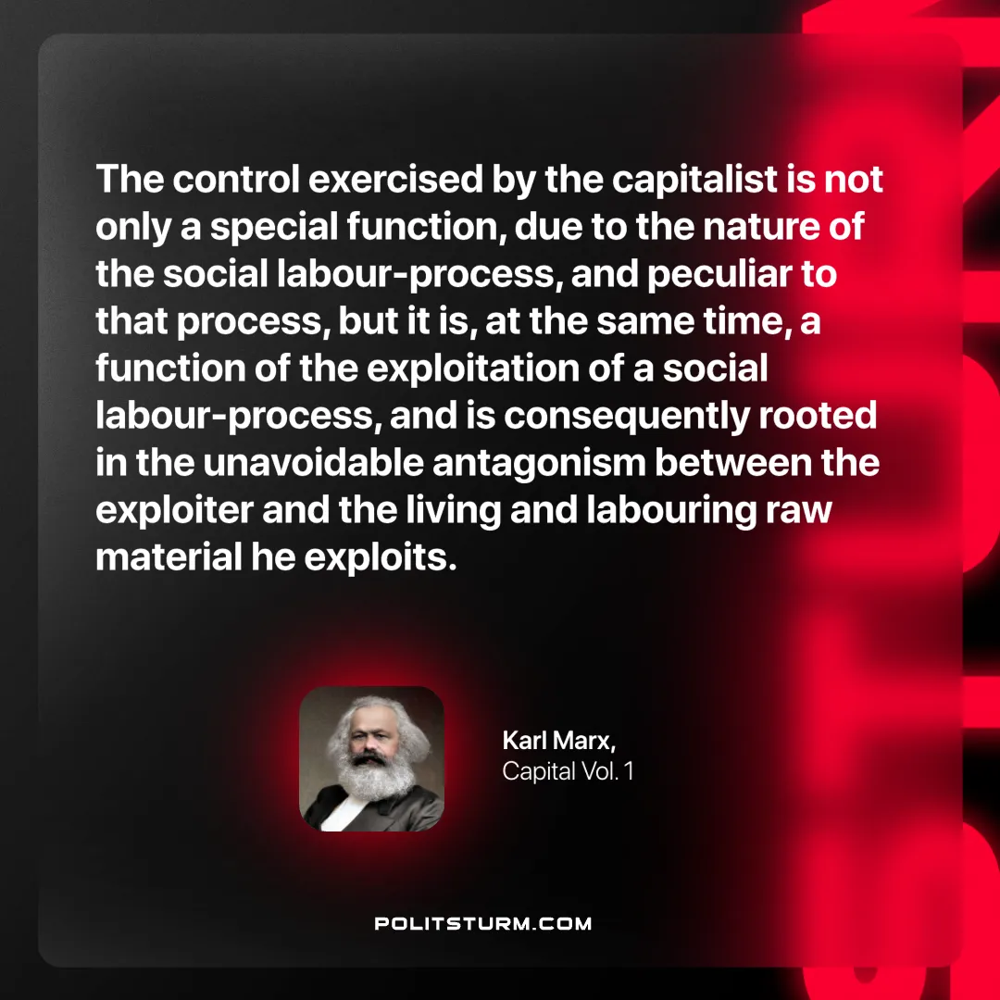 The control exercised by the capitalist is not
only a special function, due to the nature of
the social labour-process, and peculiar to
that process, but it is, at the same time, a
function of the exploitation of a social
labour-process, and is consequently rooted
in the unavoidable antagonism between the
exploiter and the living and labouring raw
material he exploits.
Karl Marx,
Capital Vol. 1
POLITSTURM.COM